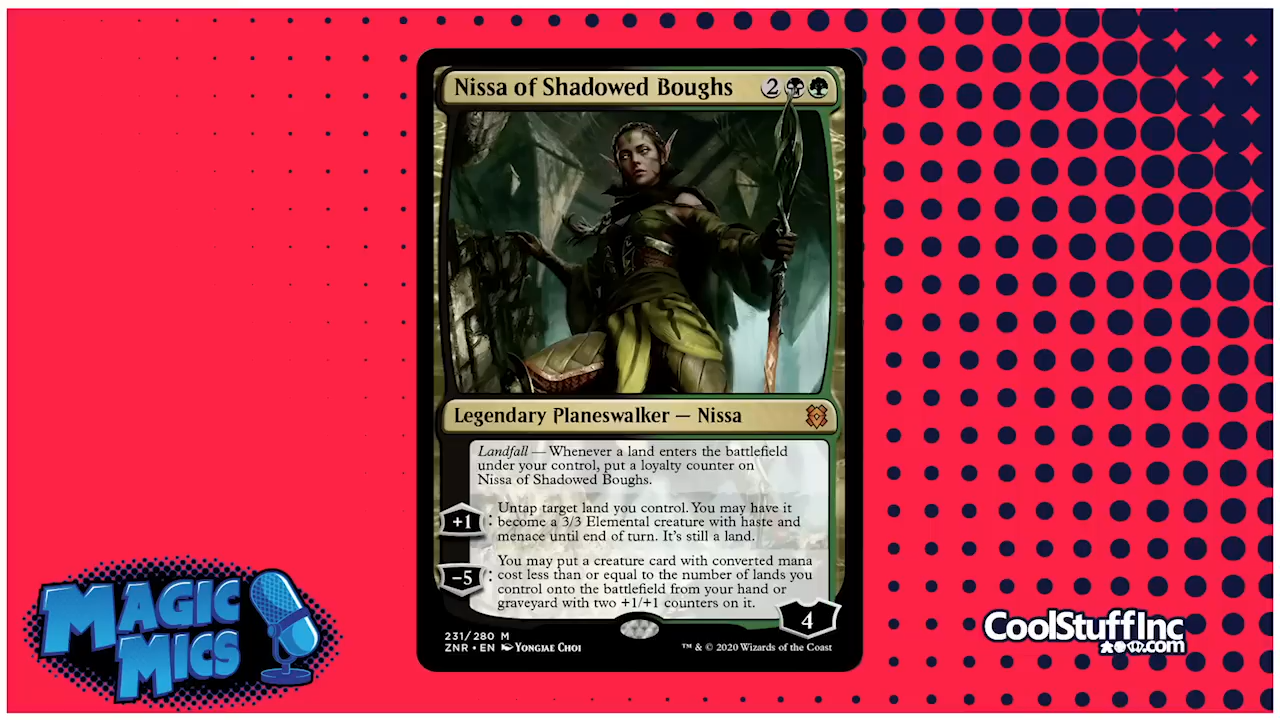 Nissa of Shadowed Boughs 2
Legendary Planeswalker — Nissa
Landfall — Whenever a land enters the battlefield
under your control, put a loyalty counter on
Nissa of Shadowed Boughs.
+1 : Untap target land you control. You may have it
become a 3/3 Elemental creature with haste and
menace until end of turn. It's still a land.
−5 : You may put a creature card with converted mana
cost less than or equal to the number of lands you
control onto the battlefield from your hand or
graveyard with two +1/+1 counters on it.
4
231/280 M
ZNR • EN Yongjae Choi
™ & © 2020 Wizards of the Coast
MAGIC
MICS
CoolStuffInc
.com